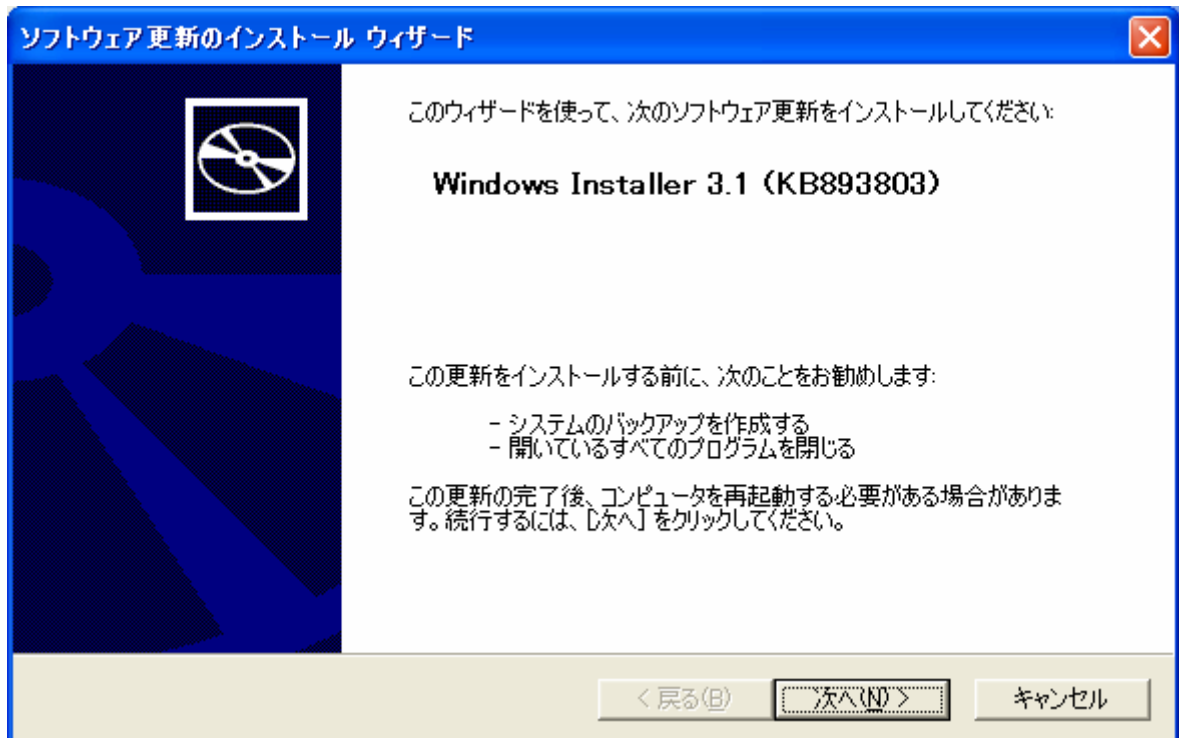 ソフトウェア更新のインストール ウィザード
このウィザードを使って、次のソフトウェア更新をインストールしてください:
Windows Installer 3.1 (KB893803)
この更新をインストールする前に、次のことをお勧めします:
- システムのバックアップを作成する
- 開いているすべてのプログラムを閉じる
この更新の完了後、コンピュータを再起動する必要がある場合がありま
す。続行するには、[次へ] をクリックしてください。
< 戻る(B)
次へ(N) >
キャンセル